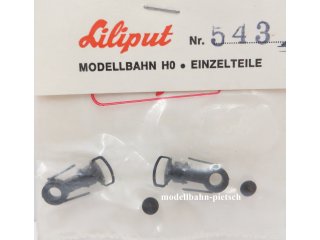 Liliput Nr. 543
MODELLBAHN H0 • EINZELTEILE
modellbahn-pietsch